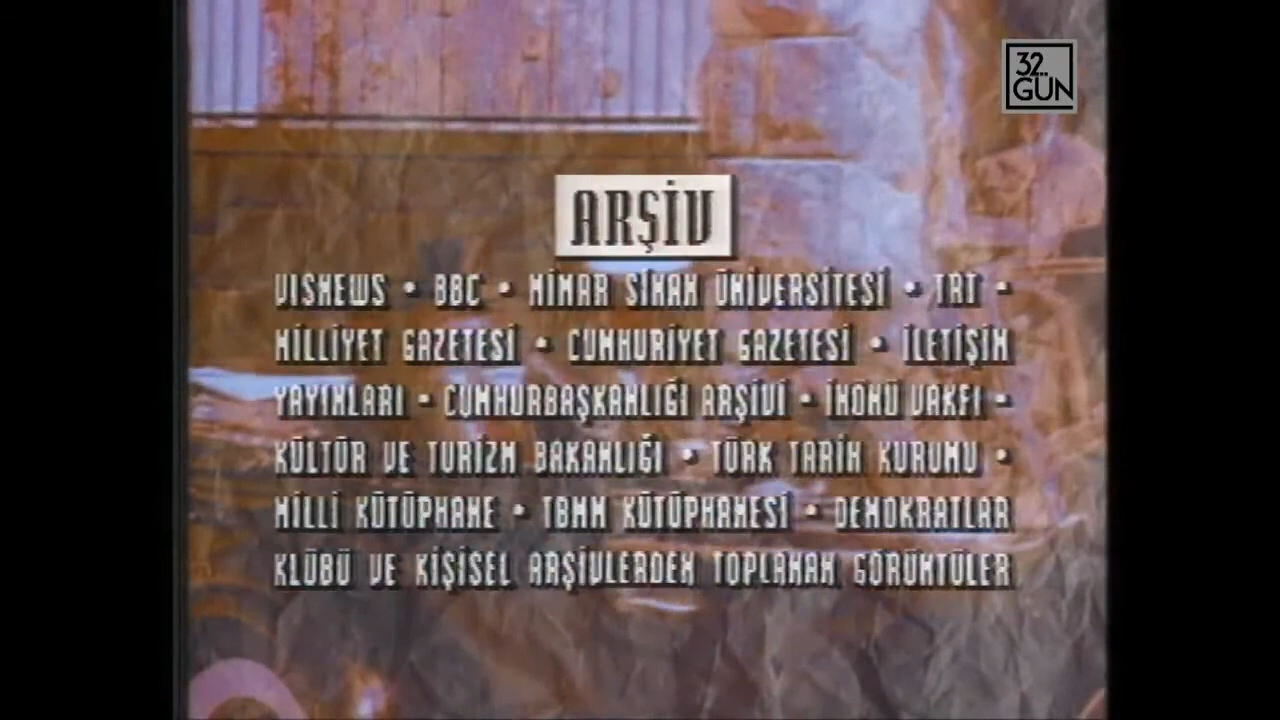 32. GÜN
ARŞİV
VISNEWS • BBC • MİMAR SİNAN ÜNİVERSİTESİ • TRT •
MİLLİYET GAZETESİ • CUMHURİYET GAZETESİ • İLETİŞİM
YAYINLARI • CUMHURBAŞKANLIĞI ARŞİVİ • İNÖNÜ VAKFI •
KÜLTÜR VE TURİZM BAKANLIĞI • TÜRK TARİH KURUMU •
MİLLİ KÜTÜPHANE • TBMM KÜTÜPHANESİ • DEMOKRATLAR
KLÜBÜ VE KİŞİSEL ARŞİVLERDEN TOPLANAN GÖRÜNTÜLER